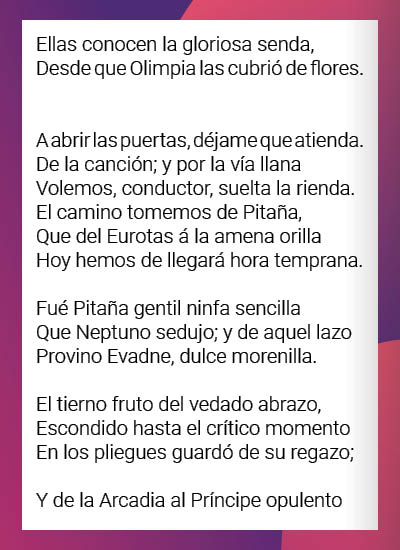 Ellas conocen la gloriosa senda,
Desde que Olimpia las cubrió de flores.
A abrir las puertas, déjame que atienda.
De la canción; y por la vía llana
Volemos, conductor, suelta la rienda.
El camino tomemos de Pitaña,
Que del Eurotas á la amena orilla
Hoy hemos de llegará hora temprana.
Fué Pitaña gentil ninfa sencilla
Que Neptuno sedujo; y de aquel lazo
Provino Evadne, dulce morenilla.
El tierno fruto del vedado abrazo,
Escondido hasta el crítico momento
En los pliegues guardó de su regazo;
Y de la Arcadia al Príncipe opulento